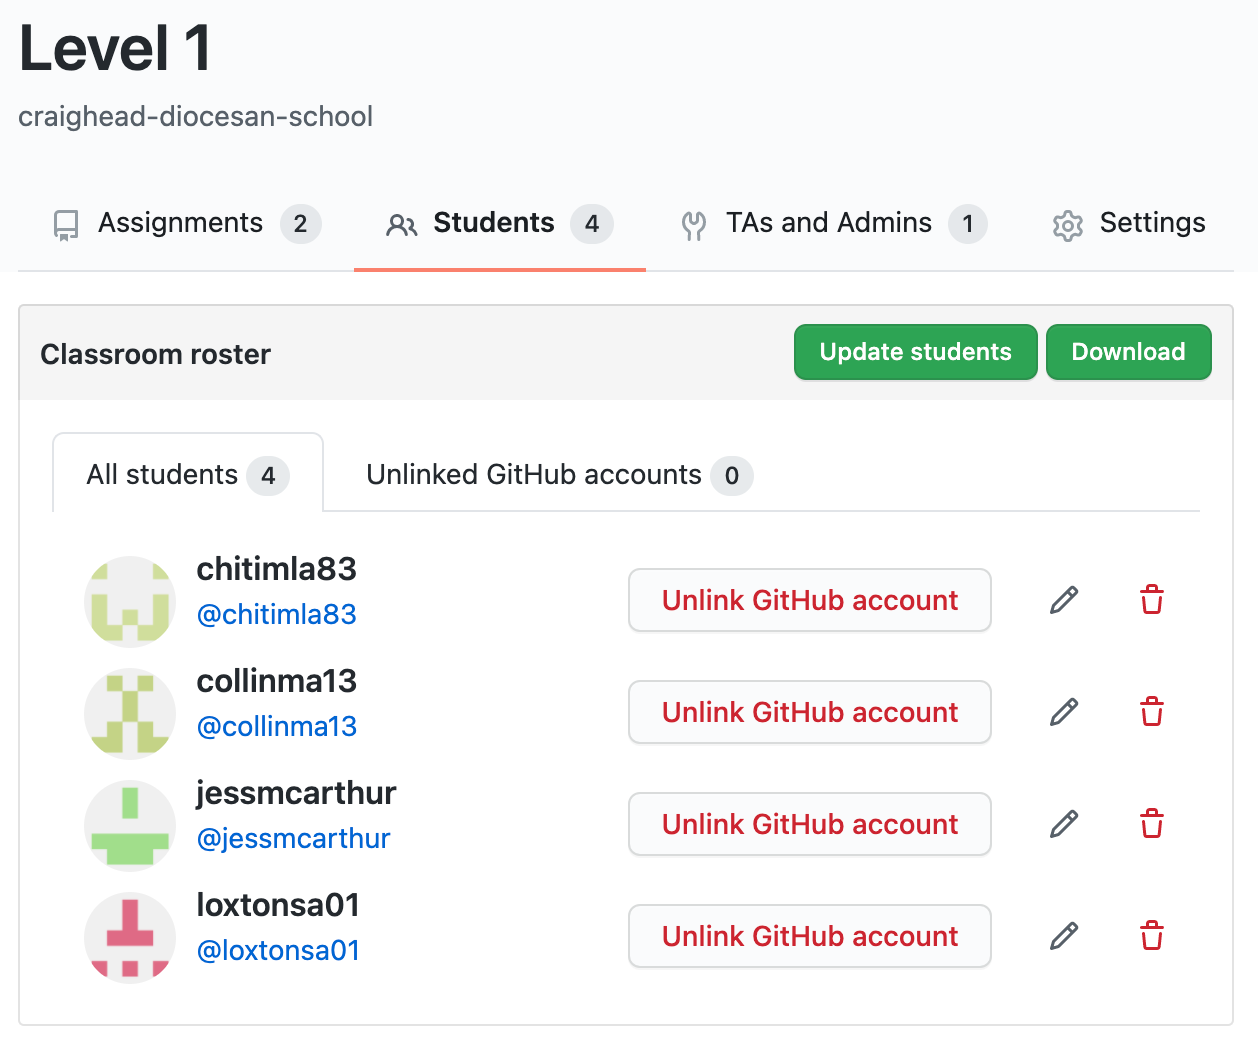 Level 1
craighead-diocesan-school
Assignments 2 Students 4 TAs and Admins 1 Settings
Classroom roster Update students Download
All students 4 Unlinked GitHub accounts 0
chitimla83
@chitimla83 Unlink GitHub account
collinma13
@collinma13 Unlink GitHub account
jessmcarthur
@jessmcarthur Unlink GitHub account
loxtonsa01
@loxtonsa01 Unlink GitHub account